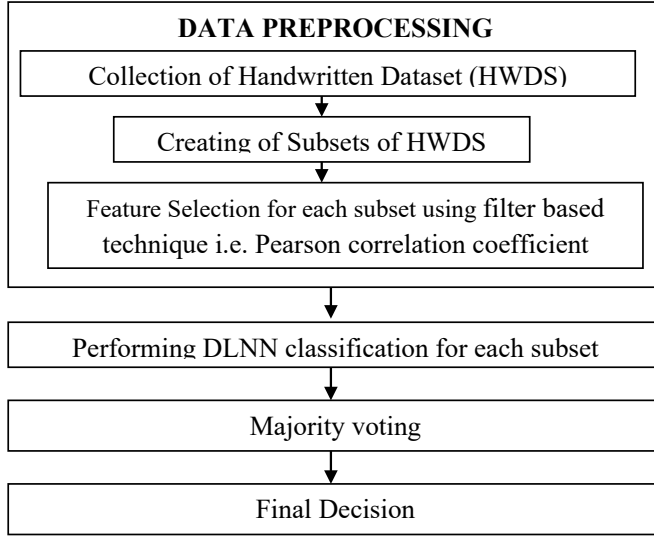 DATA PREPROCESSING
Collection of Handwritten Dataset (HWDS)
Creating of Subsets of HWDS
Feature Selection for each subset using filter based
technique i.e. Pearson correlation coefficient
Performing DLNN classification for each subset
Majority voting
Final Decision